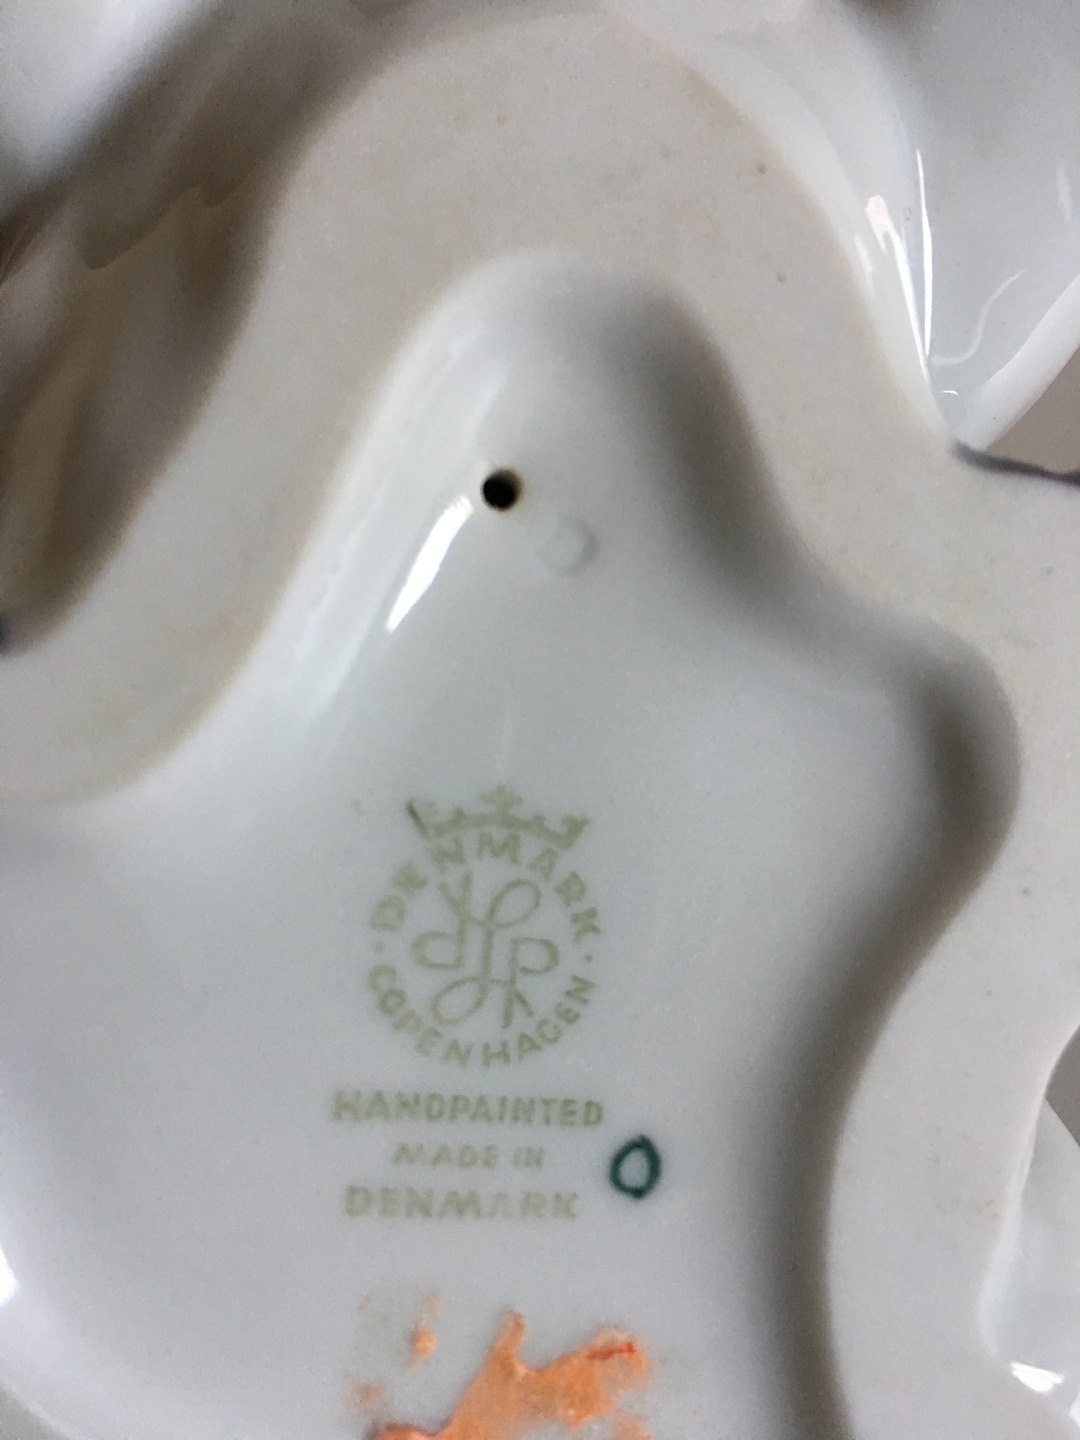 DENMARK
COPENHAGEN
HANDPAINTED
MADE IN
DENMARK
O